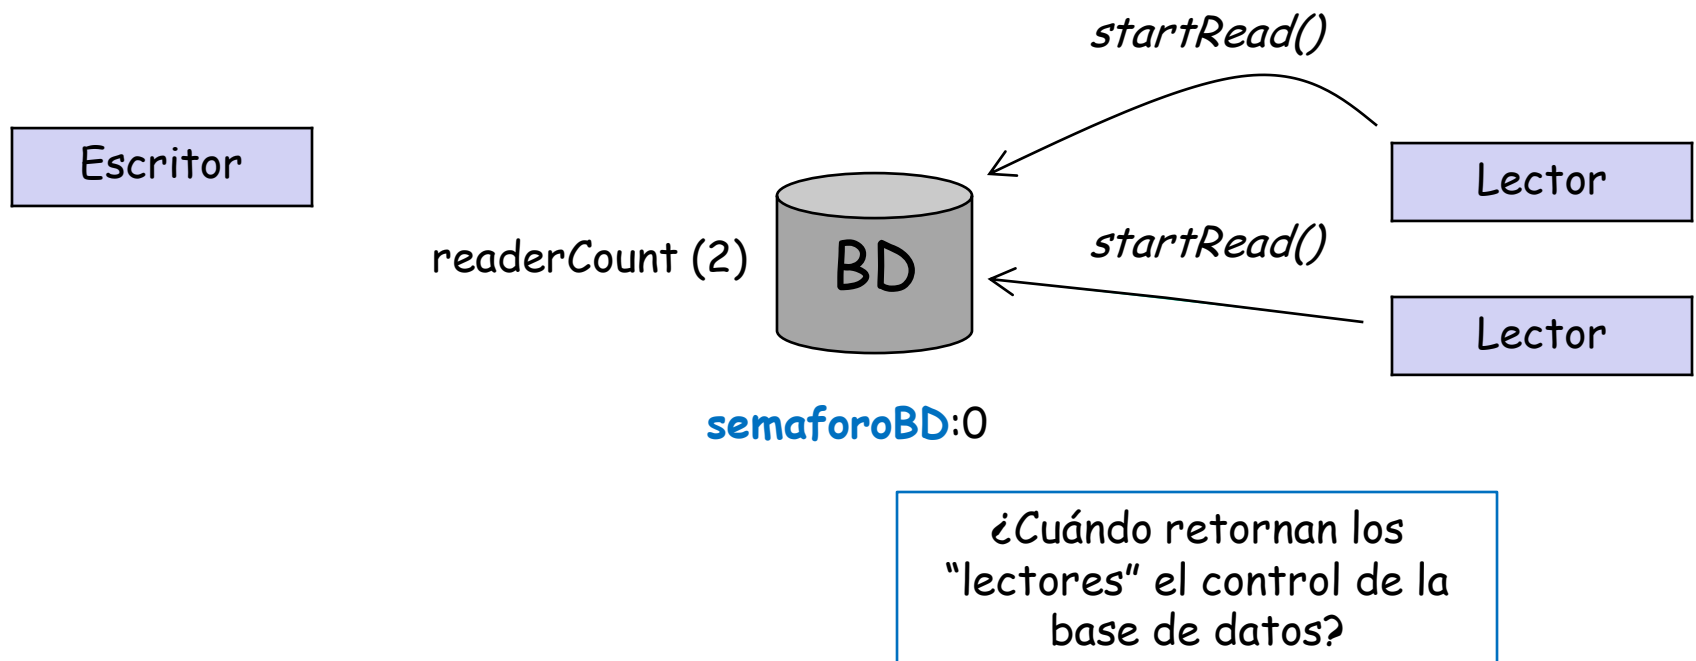 startRead()
Escritor
Lector
readerCount (2)
BD
startRead()
Lector
semaforoBD:0
¿Cuándo retornan los
“lectores” el control de la
base de datos?